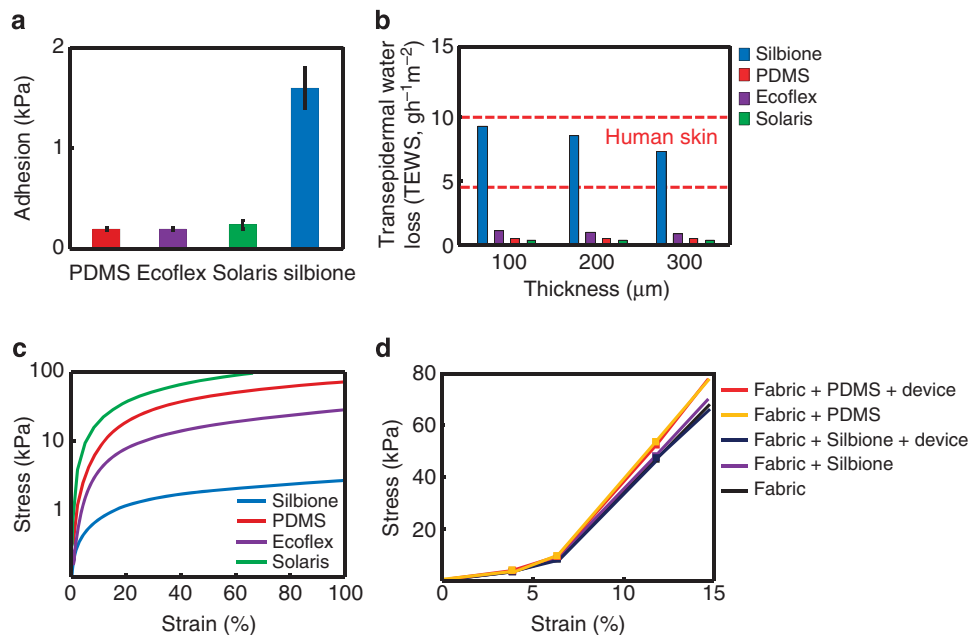 a
Adhesion (kPa)
2
1
0
PDMS Ecoflex Solaris silbione
b
Transepidermal water
loss (TEWS, gh⁻¹m⁻²)
15
10
5
0
Human skin
100 200 300
Thickness (μm)
Silbione
PDMS
Ecoflex
Solaris
c
Stress (kPa)
100
10
1
0 20 40 60 80 100
Strain (%)
Silbione
PDMS
Ecoflex
Solaris
d
Stress (kPa)
80
60
40
20
0 5 10 15
Strain (%)
Fabric + PDMS + device
Fabric + PDMS
Fabric + Silbione + device
Fabric + Silbione
Fabric